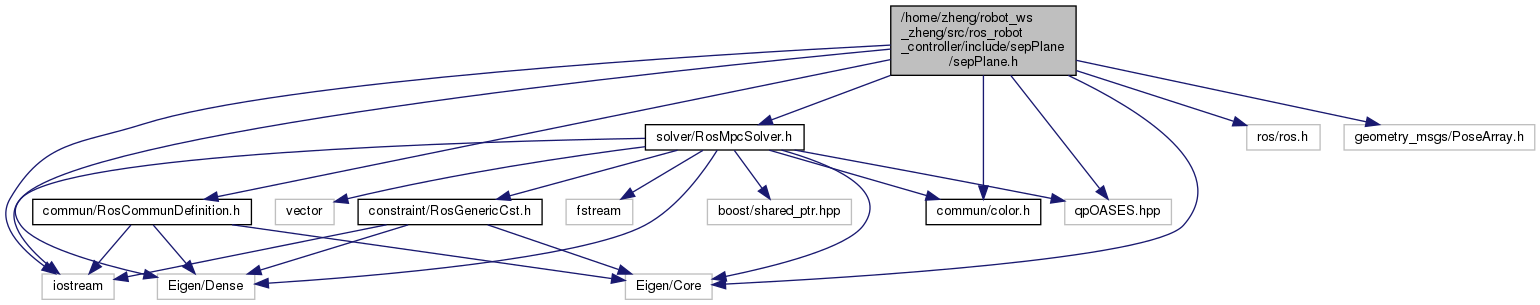 /home/zheng/robot_ws
_zheng/src/ros_robot
_controller/include/sepPlane
/sepPlane.h
solver/RosMpcSolver.h
ros/ros.h
geometry_msgs/PoseArray.h
commun/RosCommunDefinition.h
vector
constraint/RosGenericCst.h
fstream
boost/shared_ptr.hpp
commun/color.h
qpOASES.hpp
iostream
Eigen/Dense
Eigen/Core